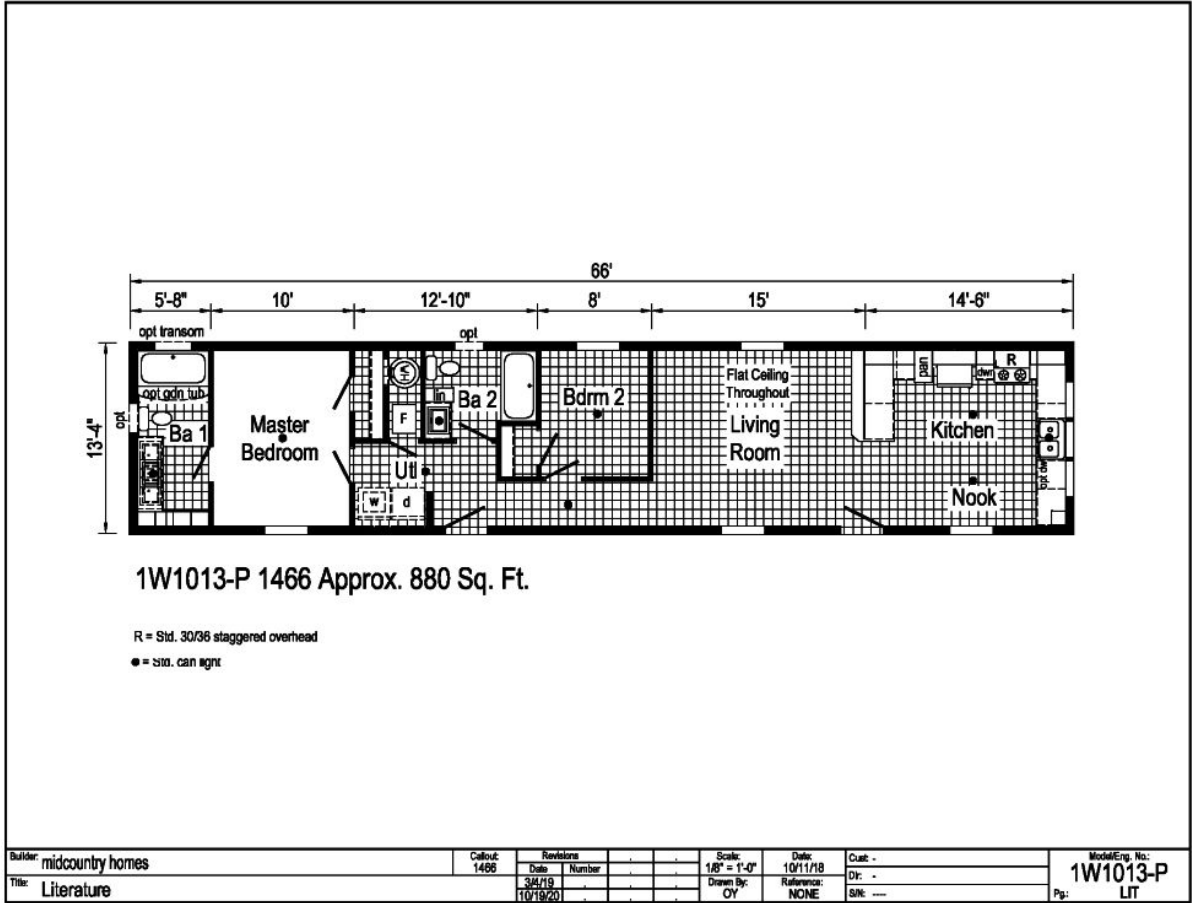 66'
5'-8" 10' 12'-10" 8' 15' 14'-6"
opt transom
opt
13'-4"
opt
opt gdn tub
Ba 1
Master
Bedroom
WH
F
Utl
w d
lin
Ba 2
Bdrm 2
Flat Ceiling
Throughout
Living
Room
pan
dwr
R
Kitchen
Nook
opt dw
1W1013-P 1466 Approx. 880 Sq. Ft.
R = Std. 30/36 staggered overhead
● = Std. can light
Builder: midcountry homes
Title: Literature
Callout:
1466
Revisions
Date Number
3/4/19
10/19/20
Scale:
1/8" = 1'-0"
Drawn By:
OY
Date:
10/11/18
Reference:
NONE
Cust: -
Dir: -
S/N: ----
Model/Eng. No.:
1W1013-P
Pg.: LIT